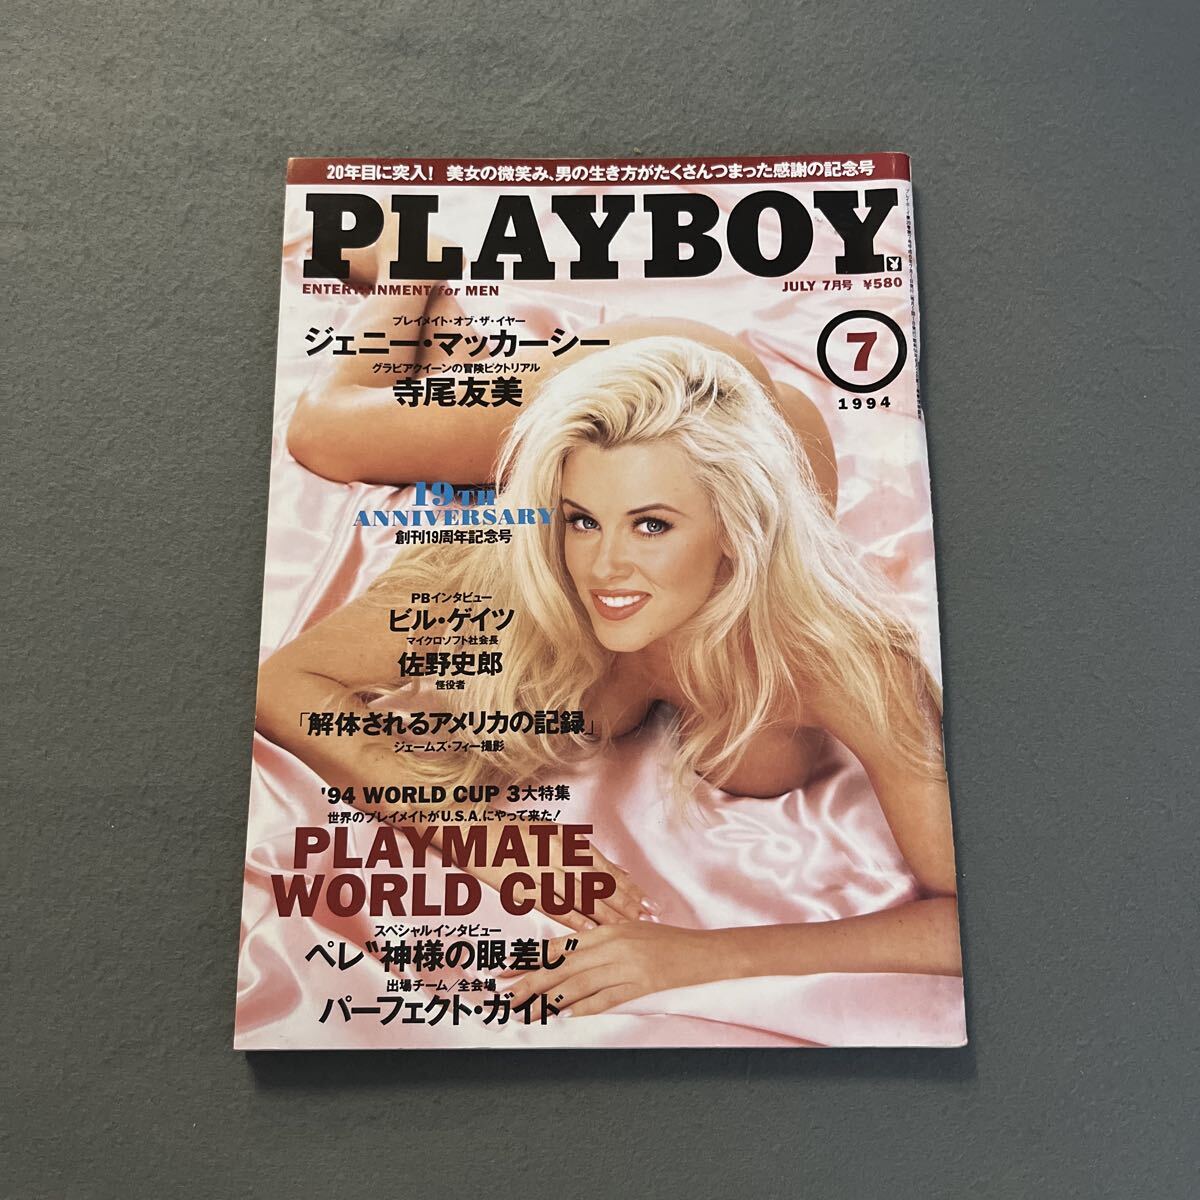 20年目に突入! 美女の微笑み、男の生き方がたくさんつまった感謝の記念号
PLAYBOY
ENTERTAINMENT for MEN
JULY 7月号 ¥580
7
1994
プレイメイト・オブ・ザ・イヤー
ジェニー・マッカーシー
グラビアクイーンの冒険ピクトリアル
寺尾友美
19TH
ANNIVERSARY
創刊19周年記念号
PBインタビュー
ビル・ゲイツ
マイクロソフト社会長
佐野史郎
怪役者
「解体されるアメリカの記録」
ジェームズ・フィー撮影
'94 WORLD CUP 3大特集
世界のプレイメイトがU.S.A.にやって来た!
PLAYMATE
WORLD CUP
スペシャルインタビュー
ペレ“神様の眼差し”
出場チーム/全会場
パーフェクト・ガイド